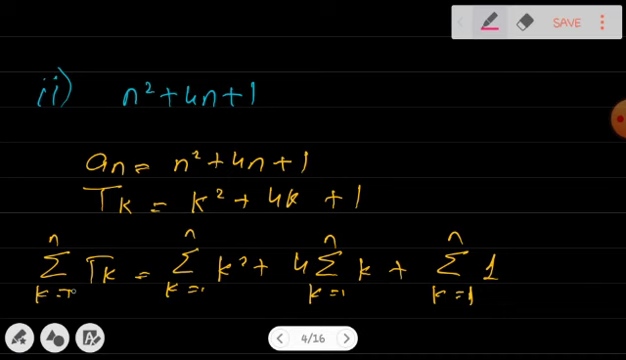 SAVE
ii) n² + 4n + 1
aₙ = n² + 4n + 1
Tₖ = k² + 4k + 1
n n n n
∑ Tₖ = ∑ k² + 4∑ k + ∑ 1
k=1 k=1 k=1
4/16